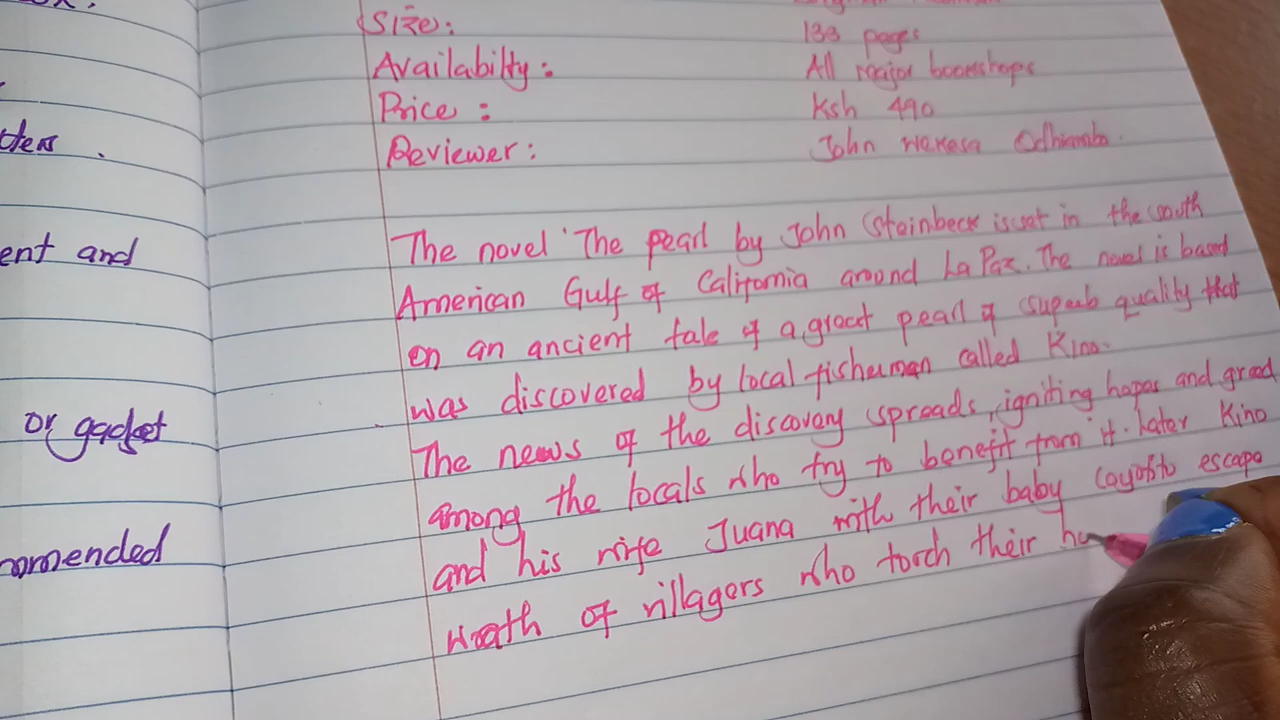 ters.
ent and
or gadget
ommended
Size: 133 pages
Availabilty: All major bookshops
Price: Ksh 490
Reviewer: John Wekesa Odhiambo.
The novel 'The pearl by John Steinbeck is set in the south
American Gulf of California around La Paz. The novel is based
on an ancient tale of a great pearl of superb quality that
was discovered by local fisherman called Kino.
The news of the discovery spreads, igniting hopes and greed
among the locals who try to benefit from it. Later Kino
and his wife Juana with their baby Coyotito escape
wrath of villagers who torch their hu